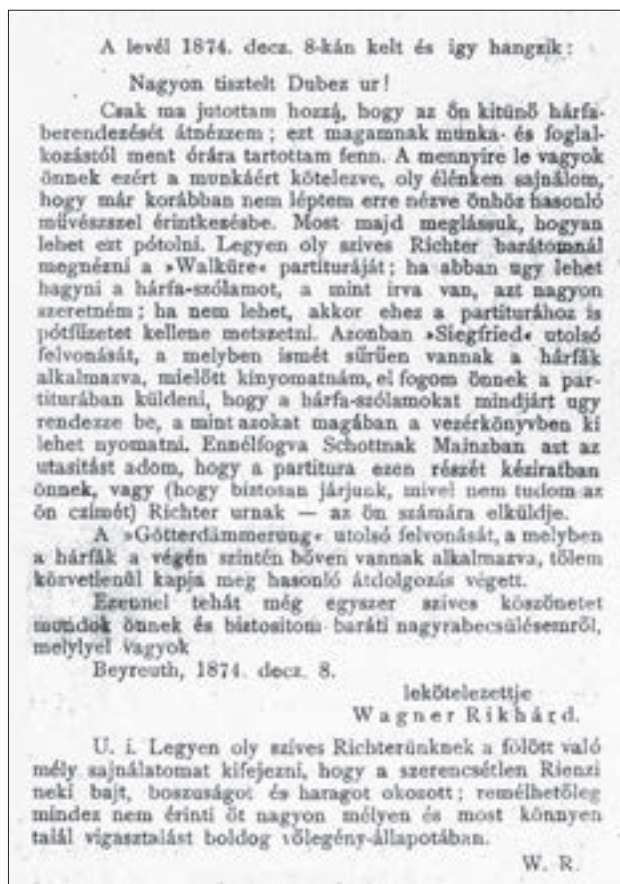 A levél 1874. decz. 8-kán kelt és igy hangzik:
Nagyon tisztelt Dubez ur!
Csak ma jutottam hozzá, hogy az ön kitünő hárfa-
berendezését átnézzem; ezt magamnak munka- és foglal-
kozástól ment órára tartottam fenn. A mennyire le vagyok
önnek ezért a munkáért kötelezve, oly élénken sajnálom,
hogy már korábban nem léptem erre nézve önhöz hasonló
művészszel érintkezésbe. Most majd meglássuk, hogyan
lehet ezt pótolni. Legyen oly szives Richter barátomnál
megnézni a »Walküre« partituráját; ha abban ugy lehet
hagyni a hárfa-szólamot, a mint irva van, azt nagyon
szeretném; ha nem lehet, akkor ehez a partiturához is
pótfüzetet kellene metszetni. Azonban »Siegfried« utolsó
felvonását, a melyben ismét sűrűen vannak a hárfák
alkalmazva, mielőtt kinyomatnám, el fogom önnek a par-
titurában küldeni, hogy a hárfa-szólamokat mindjárt ugy
rendezze be, a mint azokat magában a vezérkönyvben ki
lehet nyomatni. Ennélfogva Schottnak Mainzban azt az
utasitást adom, hogy a partitura ezen részét kéziratban
önnek, vagy (hogy biztosan járjunk, mivel nem tudom az
ön czimét) Richter urnak — az ön számára elküldje.
A »Götterdämmerung« utolsó felvonását, a melyben
a hárfák a végén szintén bőven vannak alkalmazva, tőlem
közvetlenül kapja meg hasonló átdolgozás végett.
Ezennel tehát még egyszer szives köszönetet
mondok önnek és biztositom baráti nagyrabecsülésemről,
melylyel vagyok
Beyreuth, 1874. decz. 8.
lekötelezettje
Wagner Rikhárd.
U. i. Legyen oly szives Richterünknek a fölött való
mély sajnálatomat kifejezni, hogy a szerencsétlen Rienzi
neki bajt, boszuságot és haragot okozott; remélhetőleg
mindez nem érinti őt nagyon mélyen és most könnyen
talál vigasztalást boldog vőlegény-állapotában.
W. R.